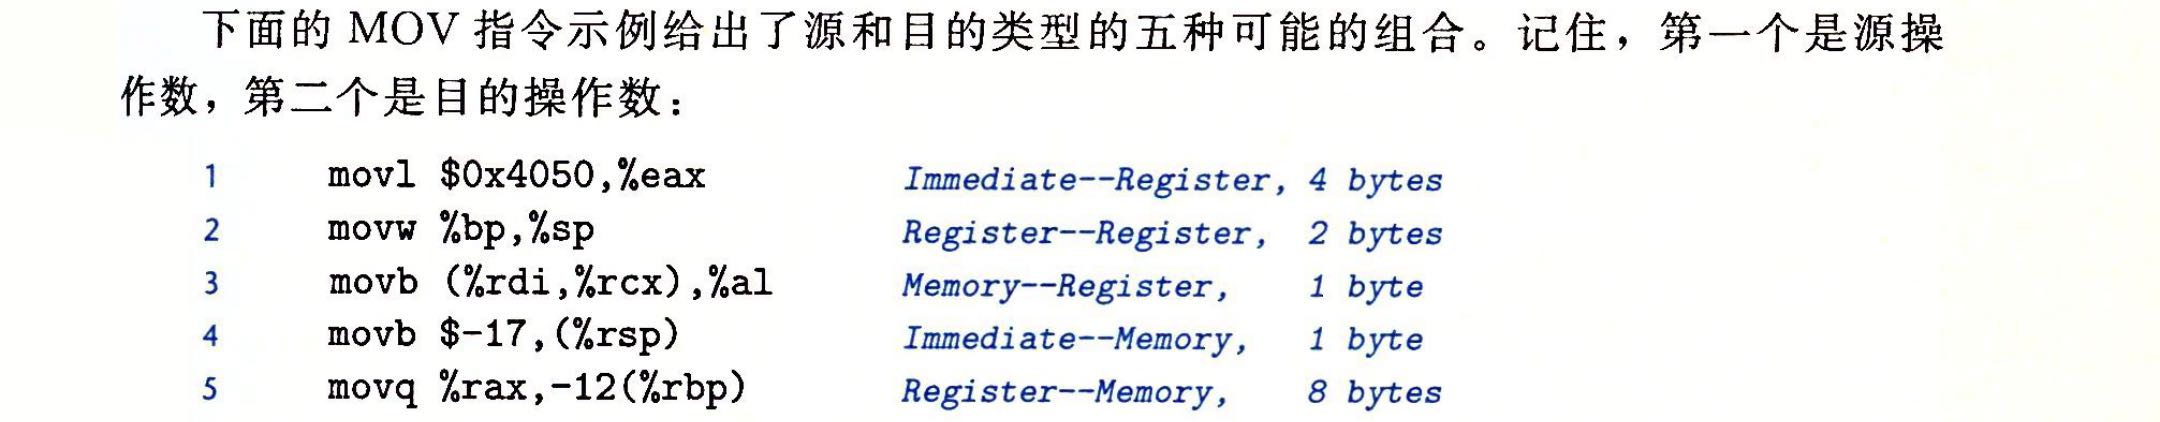 下面的 MOV 指令示例给出了源和目的类型的五种可能的组合。记住，第一个是源操
作数，第二个是目的操作数：
1 movl $0x4050,%eax Immediate--Register, 4 bytes
2 movw %bp,%sp Register--Register, 2 bytes
3 movb (%rdi,%rcx),%al Memory--Register, 1 byte
4 movb $-17,(%rsp) Immediate--Memory, 1 byte
5 movq %rax,-12(%rbp) Register--Memory, 8 bytes